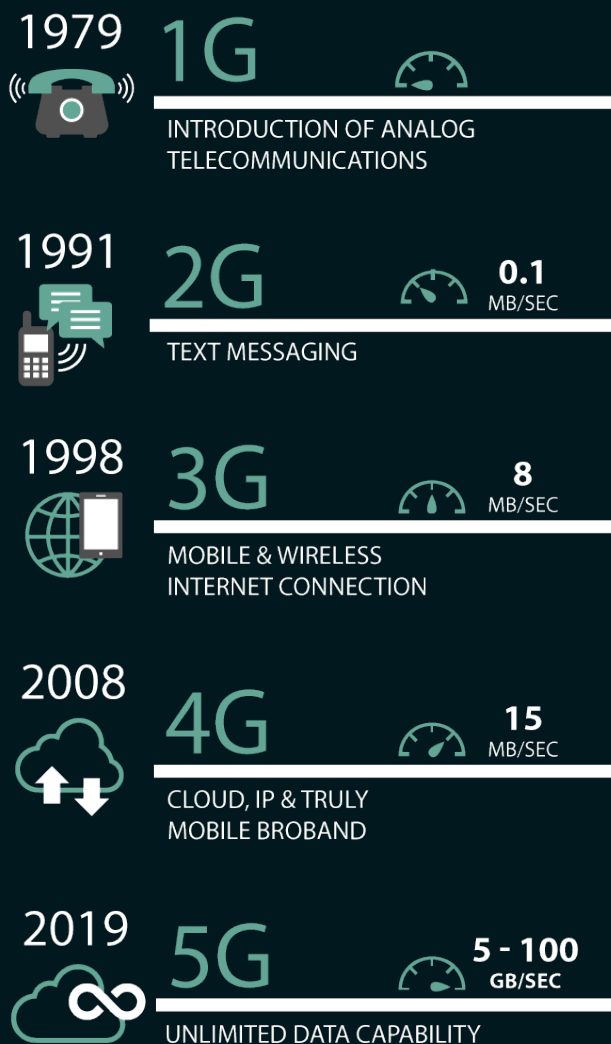 1979
1G
INTRODUCTION OF ANALOG
TELECOMMUNICATIONS
1991
2G
0.1
MB/SEC
TEXT MESSAGING
1998
3G
8
MB/SEC
MOBILE & WIRELESS
INTERNET CONNECTION
2008
4G
15
MB/SEC
CLOUD, IP & TRULY
MOBILE BROBAND
2019
5G
5 - 100
GB/SEC
UNLIMITED DATA CAPABILITY